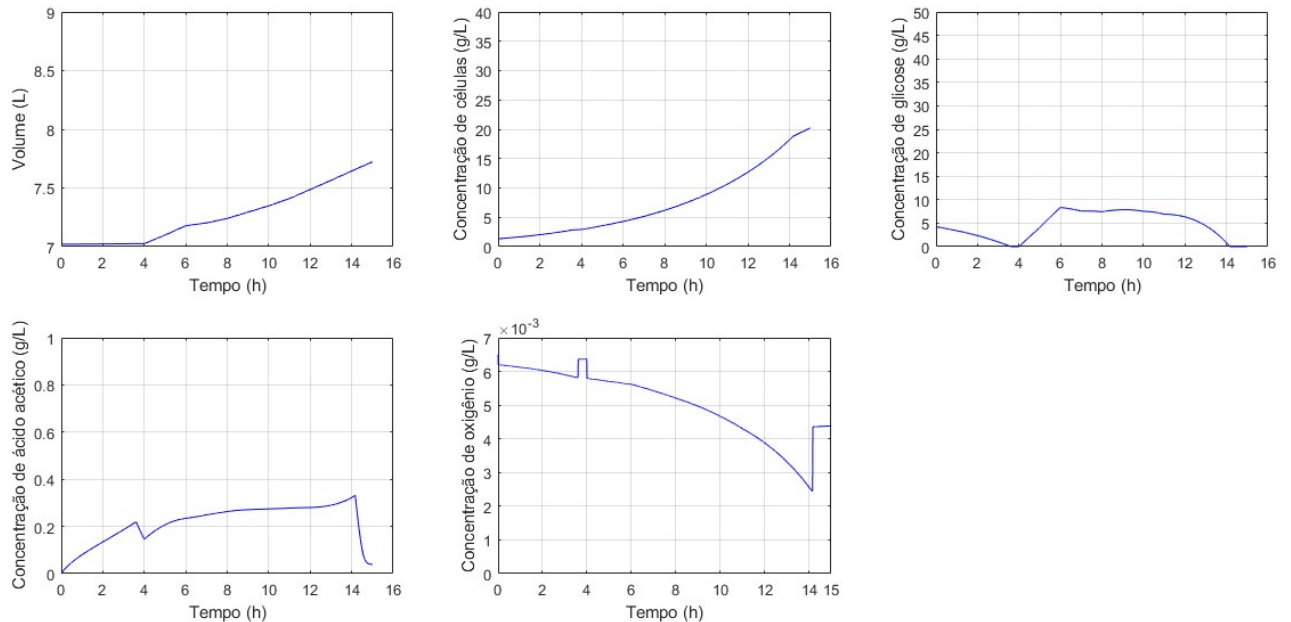 Volume (L)
9
8.5
8
7.5
7
0 2 4 6 8 10 12 14 16
Tempo (h)
Concentração de células (g/L)
40
35
30
25
20
15
10
5
0
0 2 4 6 8 10 12 14 16
Tempo (h)
Concentração de glicose (g/L)
50
45
40
35
30
25
20
15
10
5
0
0 2 4 6 8 10 12 14 16
Tempo (h)
Concentração de ácido acético (g/L)
1
0.8
0.6
0.4
0.2
0
0 2 4 6 8 10 12 14 16
Tempo (h)
Concentração de oxigênio (g/L)
×10⁻³
7
6
5
4
3
2
1
0
0 2 4 6 8 10 12 14 15
Tempo (h)